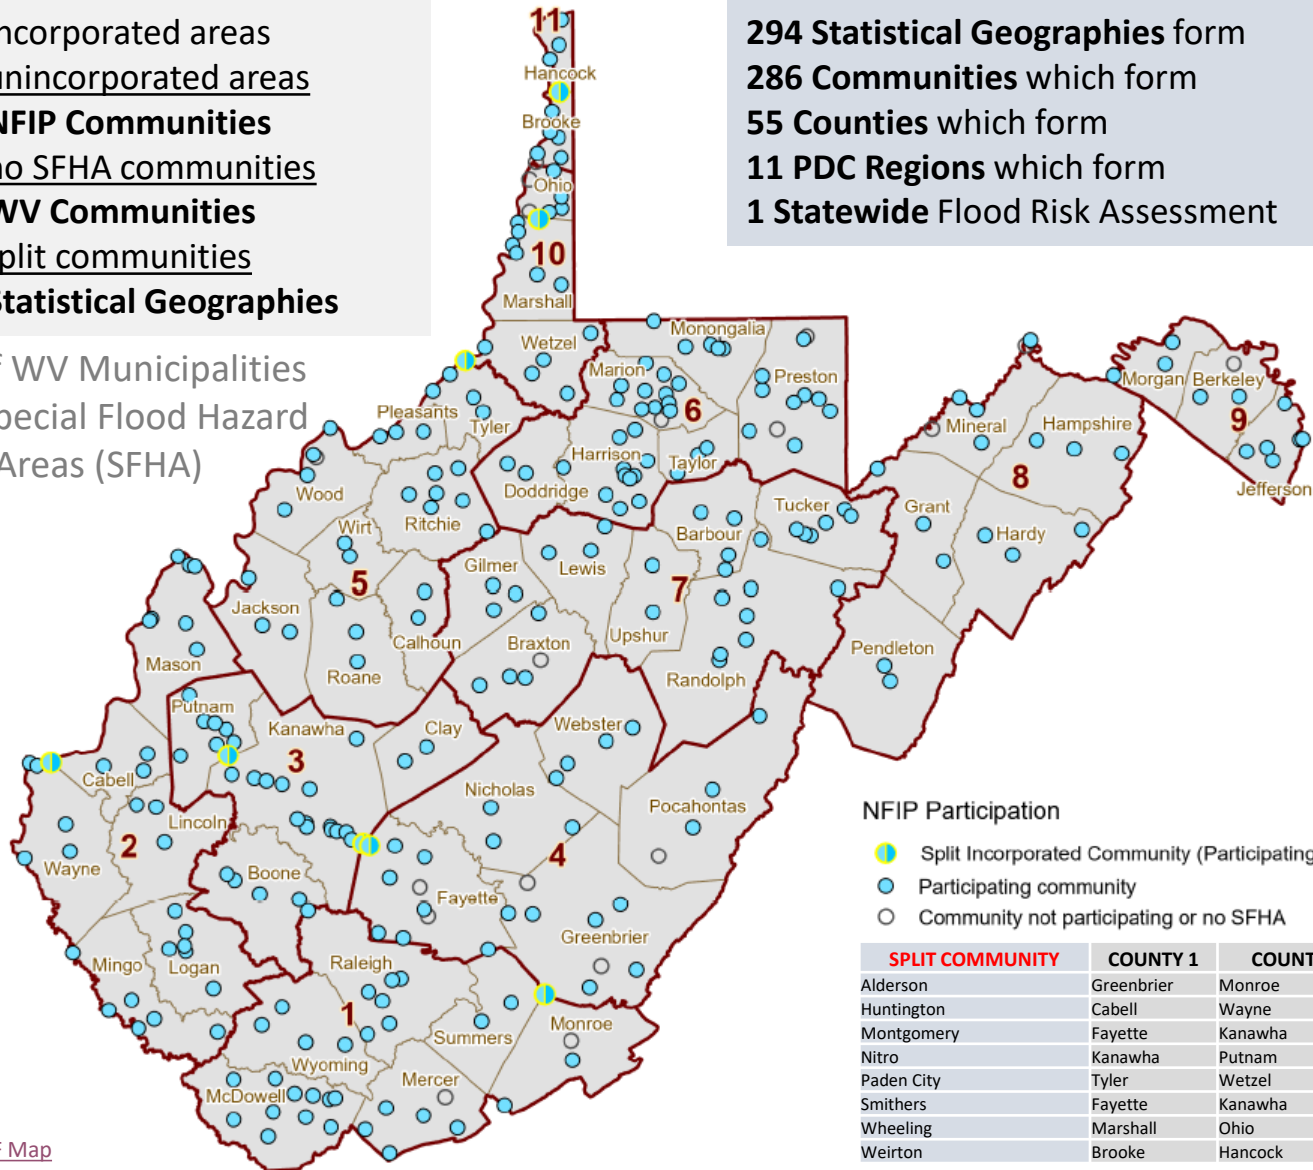 ncorporated areas
unincorporated areas
NFIP Communities
no SFHA communities
WV Communities
plit communities
Statistical Geographies
f WV Municipalities
pecial Flood Hazard
Areas (SFHA)
294 Statistical Geographies form
286 Communities which form
55 Counties which form
11 PDC Regions which form
1 Statewide Flood Risk Assessment
11
Hancock
Brooke
Ohio
10
Marshall
Wetzel
Monongalia
Marion
Preston
6
Pleasants
Tyler
Harrison
Taylor
Doddridge
Wood
Ritchie
Wirt
5
Jackson
Calhoun
Roane
Gilmer
Lewis
Barbour
Tucker
7
Upshur
Braxton
Randolph
Morgan
Berkeley
9
Jefferson
Mineral
Hampshire
8
Grant
Hardy
Pendleton
Mason
Putnam
Kanawha
3
Clay
Webster
Cabell
Lincoln
2
Wayne
Nicholas
Pocahontas
4
Boone
Fayette
Greenbrier
Mingo
Logan
Raleigh
1
Summers
Monroe
Wyoming
McDowell
Mercer
NFIP Participation
Split Incorporated Community (Participating
Participating community
Community not participating or no SFHA
SPLIT COMMUNITY COUNTY 1 COUNT
Alderson Greenbrier Monroe
Huntington Cabell Wayne
Montgomery Fayette Kanawha
Nitro Kanawha Putnam
Paden City Tyler Wetzel
Smithers Fayette Kanawha
Wheeling Marshall Ohio
Weirton Brooke Hancock
F Map